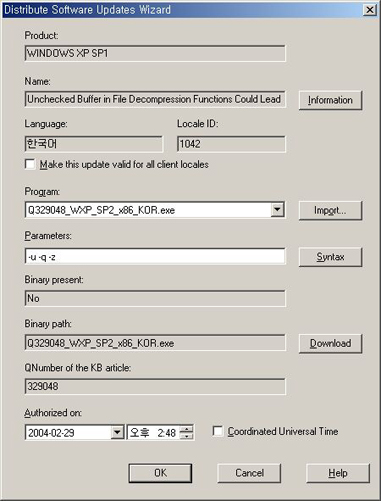 Distribute Software Updates Wizard
Product:
WINDOWS XP SP1
Name:
Unchecked Buffer in File Decompression Functions Could Lead
Information
Language:
Locale ID:
한국어
1042
Make this update valid for all client locales
Program:
Q329048_WXP_SP2_x86_KOR.exe
Import...
Parameters:
-u -q -z
Syntax
Binary present:
No
Binary path:
Q329048_WXP_SP2_x86_KOR.exe
Download
QNumber of the KB article:
329048
Authorized on:
2004-02-29
오후 2:48
Coordinated Universal Time
OK
Cancel
Help